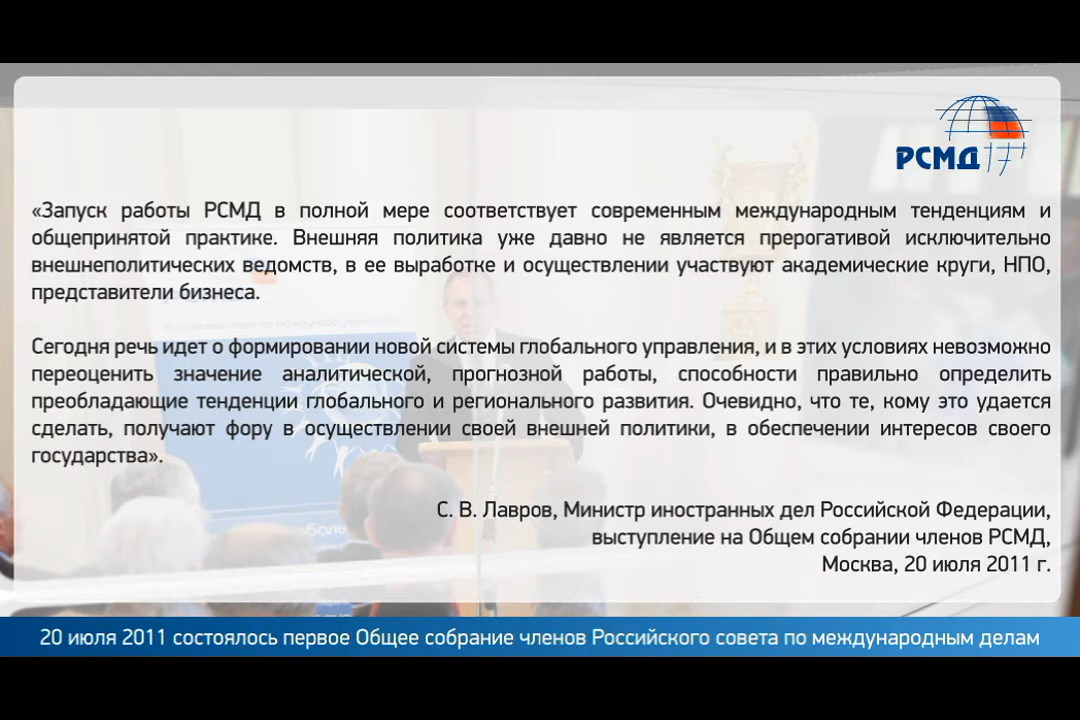 РСМД
«Запуск работы РСМД в полной мере соответствует современным международным тенденциям и
общепринятой практике. Внешняя политика уже давно не является прерогативой исключительно
внешнеполитических ведомств, в ее выработке и осуществлении участвуют академические круги, НПО,
представители бизнеса.
Сегодня речь идет о формировании новой системы глобального управления, и в этих условиях невозможно
переоценить значение аналитической, прогнозной работы, способности правильно определить
преобладающие тенденции глобального и регионального развития. Очевидно, что те, кому это удается
сделать, получают фору в осуществлении своей внешней политики, в обеспечении интересов своего
государства».
С. В. Лавров, Министр иностранных дел Российской Федерации,
выступление на Общем собрании членов РСМД,
Москва, 20 июля 2011 г.
20 июля 2011 состоялось первое Общее собрание членов Российского совета по международным делам